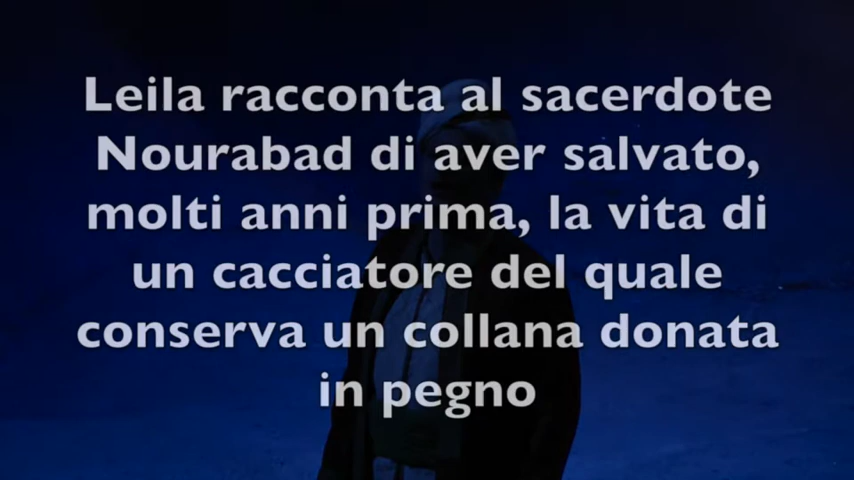 Leila racconta al sacerdote
Nourabad di aver salvato,
molti anni prima, la vita di
un cacciatore del quale
conserva un collana donata
in pegno